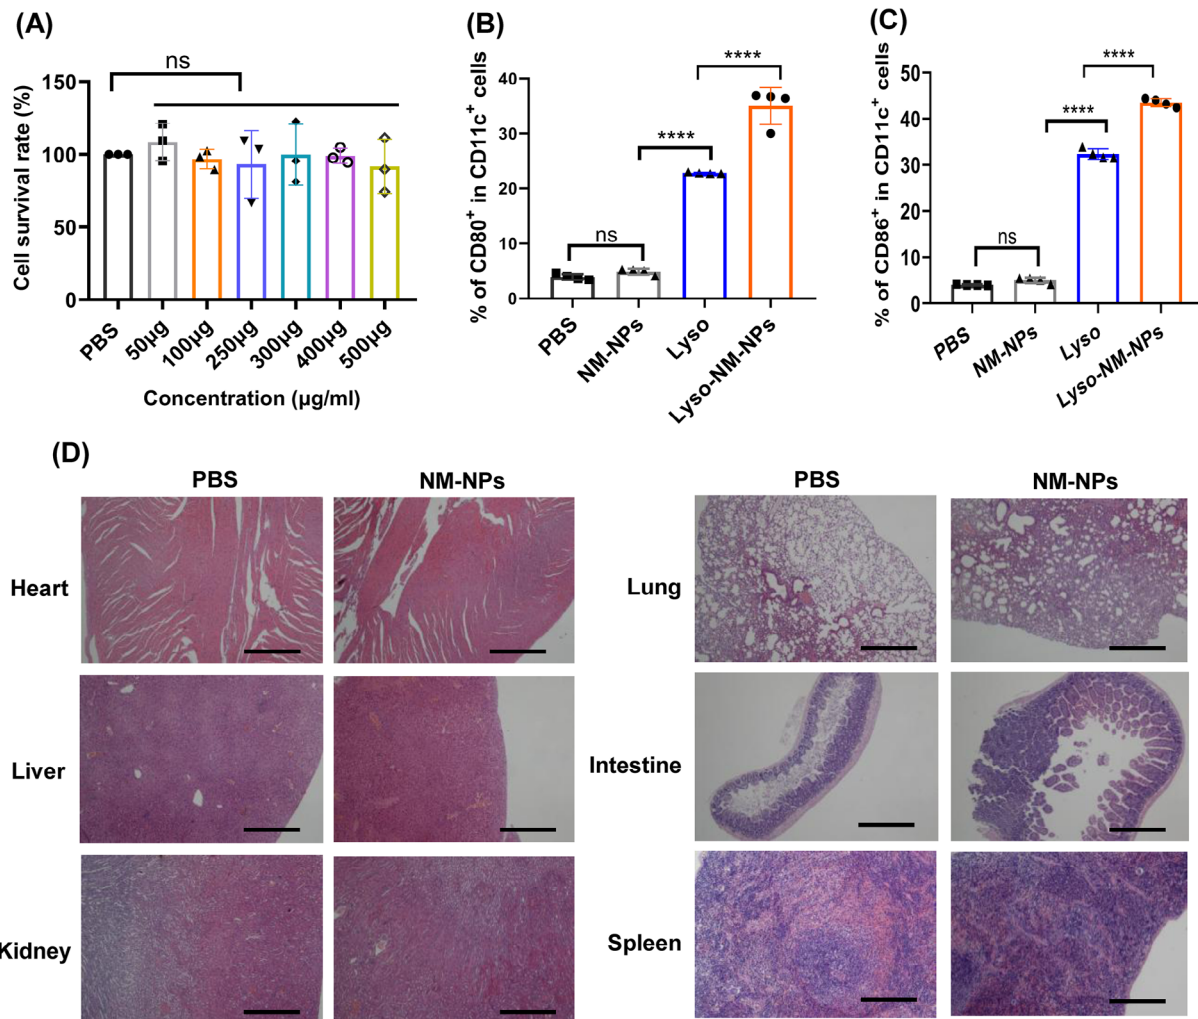 (A)
ns
Cell survival rate (%)
150
100
50
0
PBS
50μg
100μg
250μg
300μg
400μg
500μg
Concentration (μg/ml)
(B)
% of CD80+ in CD11c+ cells
40
30
20
10
0
ns
****
****
PBS
NM-NPs
Lyso
Lyso-NM-NPs
(C)
% of CD86+ in CD11c+ cells
50
40
30
20
10
0
ns
****
****
PBS
NM-NPs
Lyso
Lyso-NM-NPs
(D)
PBS
NM-NPs
Heart
Liver
Kidney
PBS
NM-NPs
Lung
Intestine
Spleen